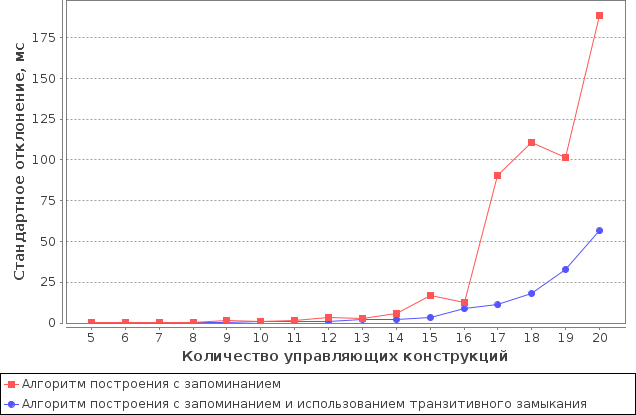 175
150
125
100
75
50
25
0
Стандартное отклонение, мс
5 6 7 8 9 10 11 12 13 14 15 16 17 18 19 20
Количество управляющих конструкций
Алгоритм построения с запоминанием
Алгоритм построения с запоминанием и использованием транзитивного замыкания